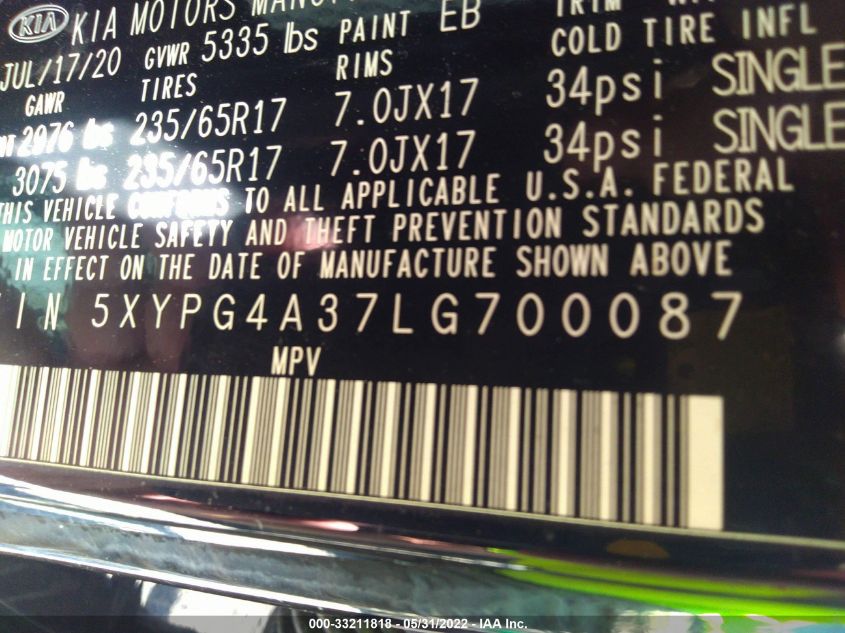 KIA KIA MOTORS
JUL/17/20 GVWR 5335 lbs PAINT EB TRIM
GAWR TIRES RIMS COLD TIRE INFL
2976 lbs 235/65R17 7.0JX17 34psi SINGLE
3075 lbs 235/65R17 7.0JX17 34psi SINGLE
THIS VEHICLE CONFORMS TO ALL APPLICABLE U.S.A. FEDERAL
MOTOR VEHICLE SAFETY AND THEFT PREVENTION STANDARDS
IN EFFECT ON THE DATE OF MANUFACTURE SHOWN ABOVE
VIN 5XYPG4A37LG700087
MPV
000-33211818 - 05/31/2022 - IAA Inc.